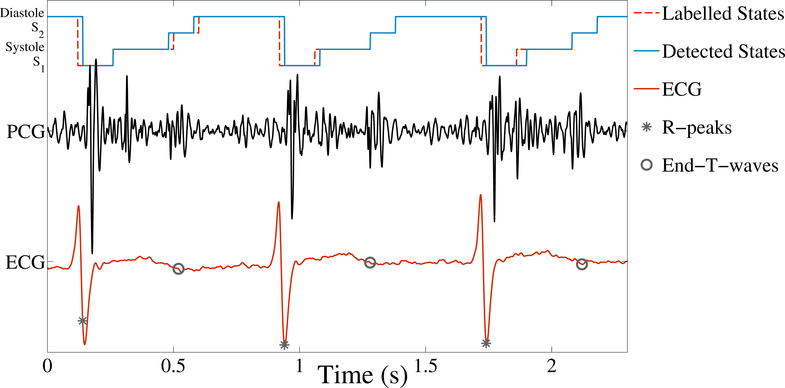 Diastole
S2
Systole
S1
PCG
ECG
0
0.5
1
1.5
2
Time (s)
Labelled States
Detected States
ECG
R-peaks
End-T-waves